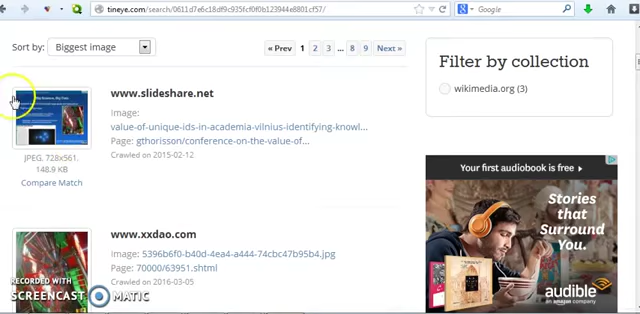 tineye.com/search/0611d7e6c18df9c935fcf0f0b123944e8801cf57/
Google
Sort by: Biggest image
« Prev 1 2 3 ... 8 9 Next »
Filter by collection
wikimedia.org (3)
www.slideshare.net
Image:
value-of-unique-ids-in-academia-vilnius-identifying-knowl...
Page: gthorisson/conference-on-the-value-of...
Crawled on 2015-02-12
JPEG, 728x561,
148.9 KB
Compare Match
www.xxdao.com
Image: 5396b6f0-b40d-4ea4-a444-74cbc47b95b4.jpg
Page: 70000/63951.shtml
Crawled on 2016-03-05
Your first audiobook is free
Stories
that
Surround
You.
audible
an amazon company
RECORDED WITH
SCREENCAST MATIC